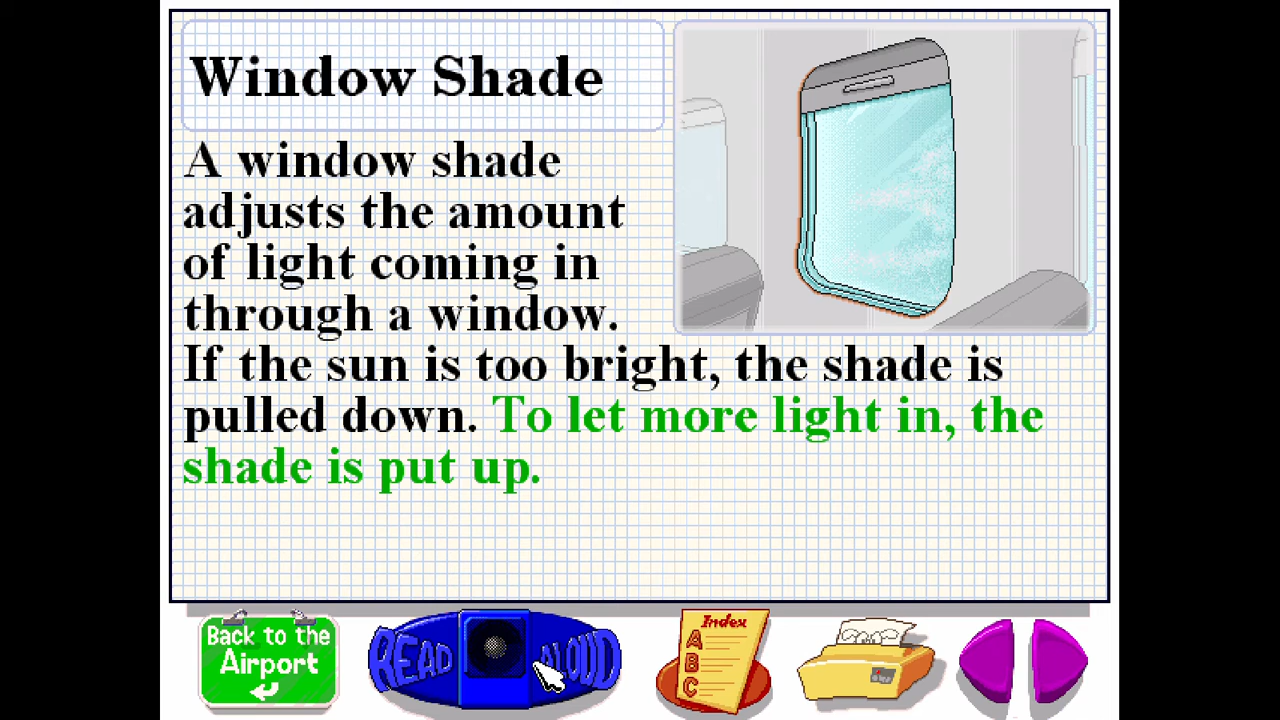 Window Shade
A window shade
adjusts the amount
of light coming in
through a window.
If the sun is too bright, the shade is
pulled down. To let more light in, the
shade is put up.
Back to the
Airport
READ ALOUD
Index
A
B
C